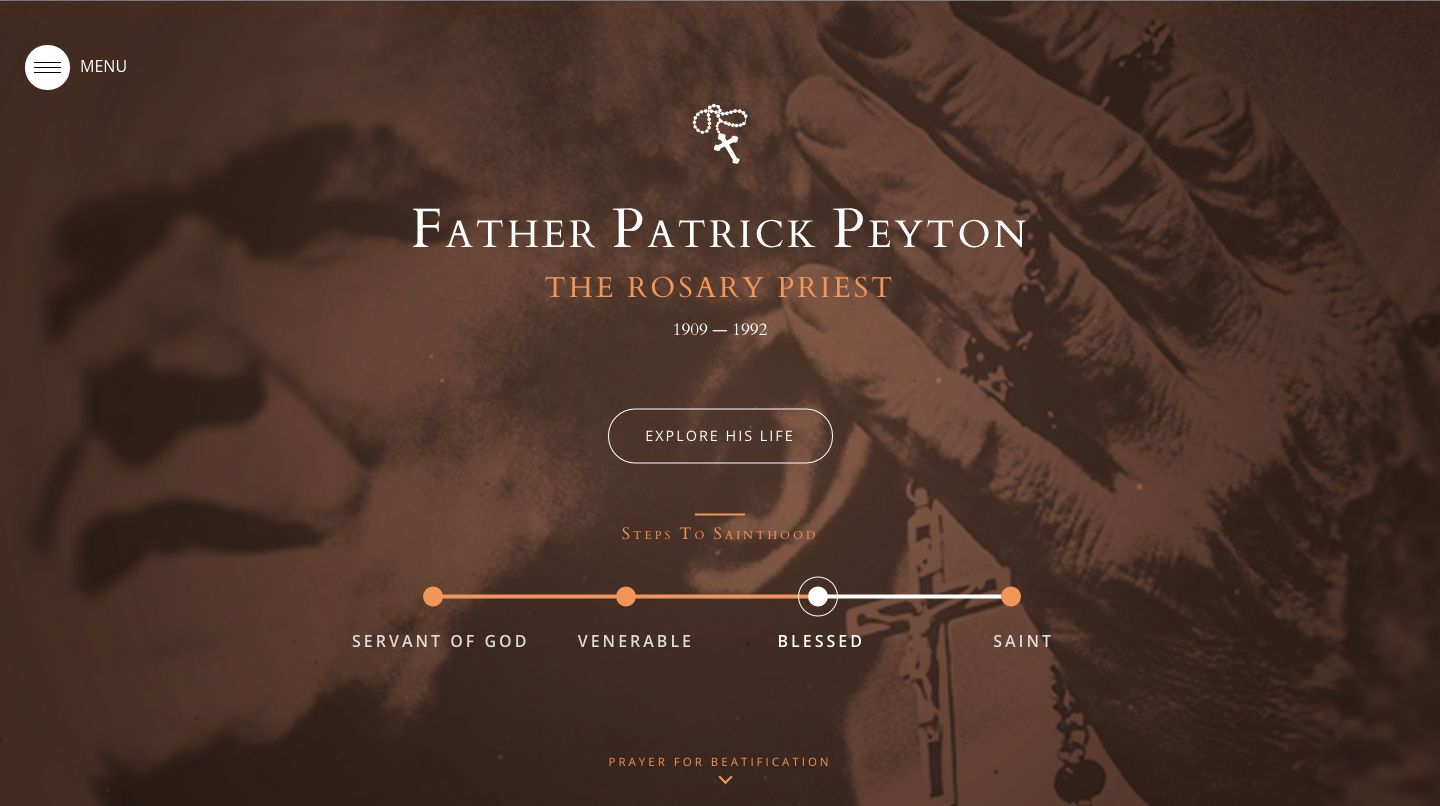 MENU
Father Patrick Peyton
THE ROSARY PRIEST
1909 — 1992
EXPLORE HIS LIFE
Steps To Sainthood
SERVANT OF GOD VENERABLE BLESSED SAINT
PRAYER FOR BEATIFICATION